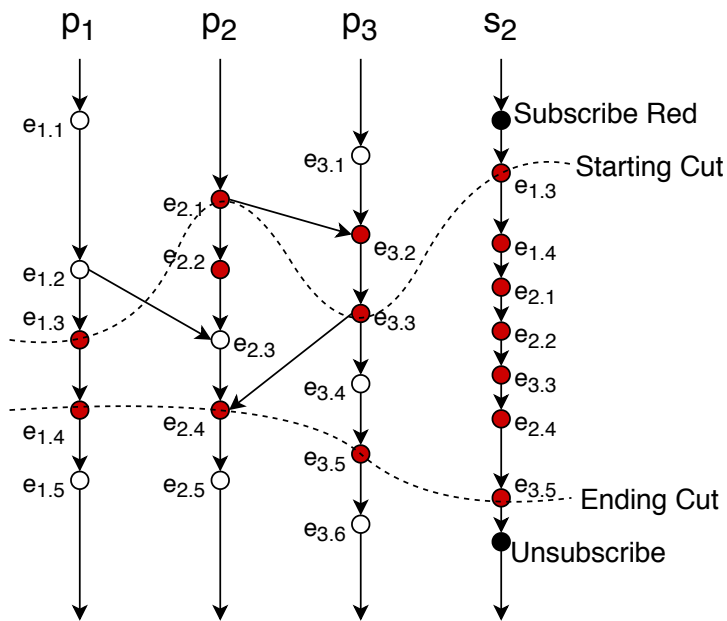 p1 p2 p3 s2
Subscribe Red
e1.1
e3.1
Starting Cut
e1.3
e2.1
e3.2
e1.4
e2.2
e1.2
e2.1
e1.3
e3.3
e2.2
e2.3
e3.3
e3.4
e2.4
e1.4
e2.4
e3.5
e3.5
e1.5
e2.5
Ending Cut
e3.6
Unsubscribe